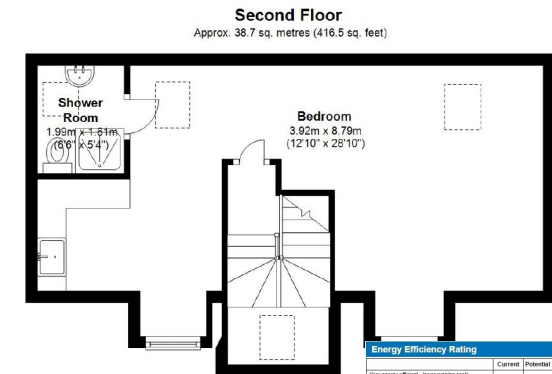 Second Floor
Approx. 38.7 sq. metres (416.5 sq. feet)
Shower
Room
1.99m x 1.61m
(6'6" x 5'4")
Bedroom
3.92m x 8.79m
(12'10" x 28'10")
Energy Efficiency Rating
Current Potential